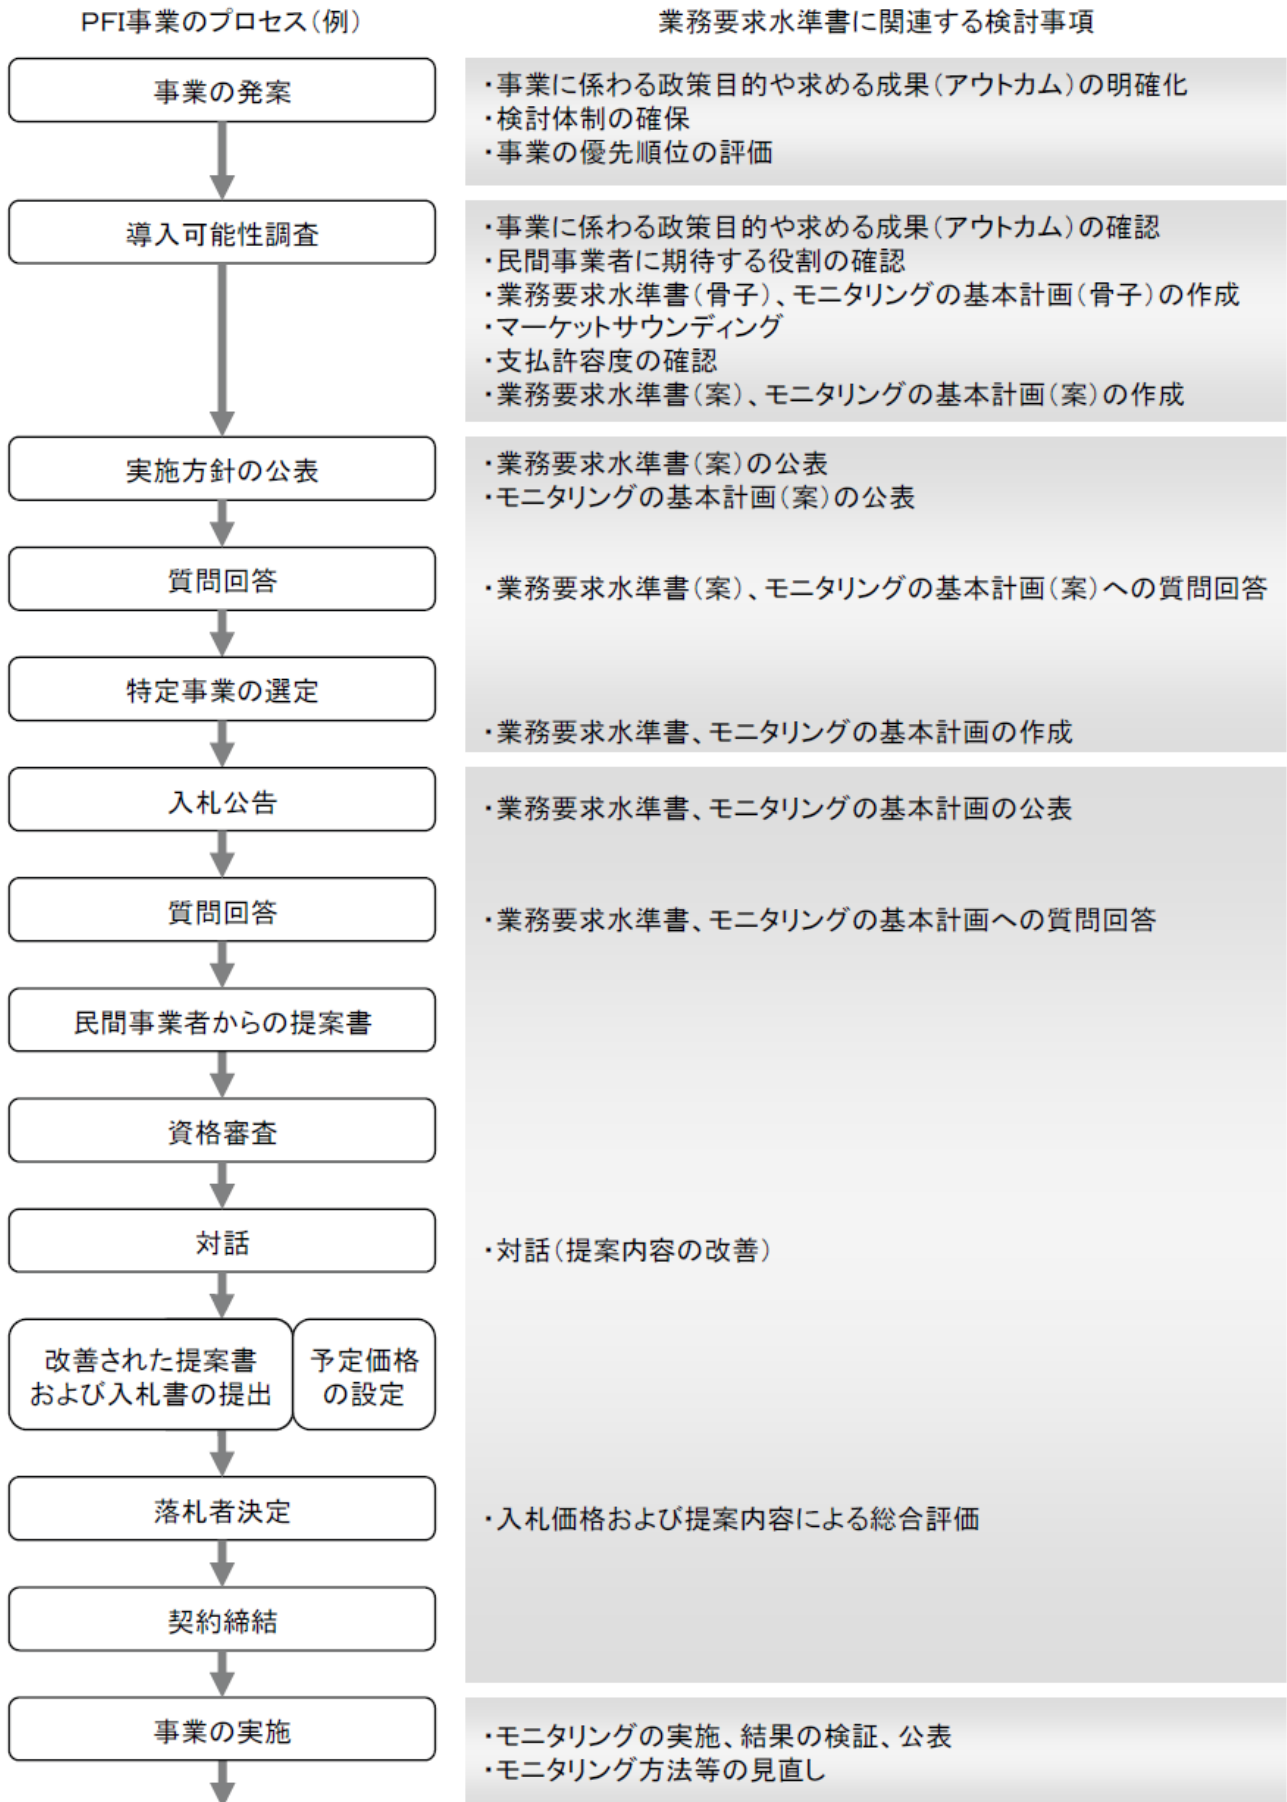 PFI事業のプロセス（例）
業務要求水準書に関連する検討事項
事業の発案
・事業に係わる政策目的や求める成果（アウトカム）の明確化
・検討体制の確保
・事業の優先順位の評価
導入可能性調査
・事業に係わる政策目的や求める成果（アウトカム）の確認
・民間事業者に期待する役割の確認
・業務要求水準書（骨子）、モニタリングの基本計画（骨子）の作成
・マーケットサウンディング
・支払許容度の確認
・業務要求水準書（案）、モニタリングの基本計画（案）の作成
実施方針の公表
・業務要求水準書（案）の公表
・モニタリングの基本計画（案）の公表
質問回答
・業務要求水準書（案）、モニタリングの基本計画（案）への質問回答
特定事業の選定
・業務要求水準書、モニタリングの基本計画の作成
入札公告
・業務要求水準書、モニタリングの基本計画の公表
質問回答
・業務要求水準書、モニタリングの基本計画への質問回答
民間事業者からの提案書
資格審査
対話
・対話（提案内容の改善）
改善された提案書
および入札書の提出
予定価格
の設定
落札者決定
・入札価格および提案内容による総合評価
契約締結
事業の実施
・モニタリングの実施、結果の検証、公表
・モニタリング方法等の見直し